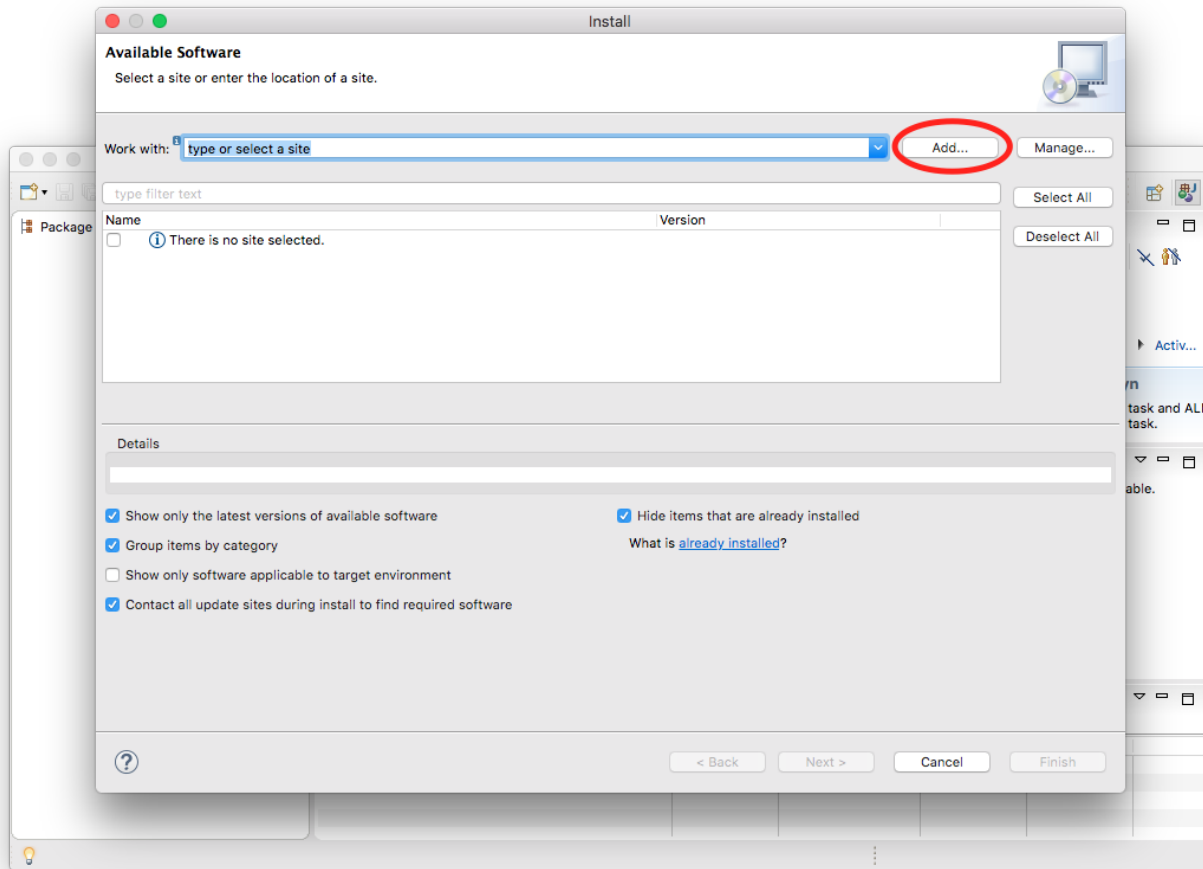 Install
Available Software
Select a site or enter the location of a site.
Work with: type or select a site Add... Manage...
type filter text Select All
Name Version
There is no site selected.
Deselect All
Package
Activ...
task and ALM
task.
able.
Details
Show only the latest versions of available software Hide items that are already installed
Group items by category What is already installed?
Show only software applicable to target environment
Contact all update sites during install to find required software
? < Back Next > Cancel Finish